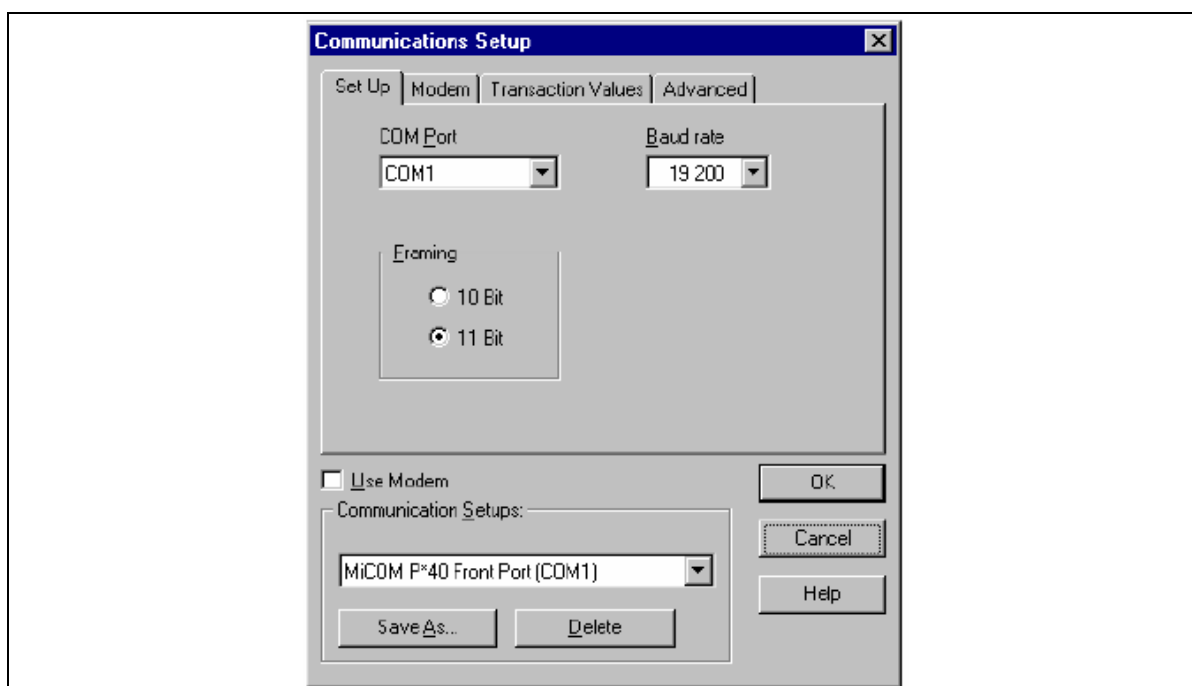 Communications Setup
Set Up Modem Transaction Values Advanced
COM Port Baud rate
COM1 19 200
Framing
10 Bit
11 Bit
Use Modem OK
Communication Setups:
Cancel
MiCOM P*40 Front Port (COM1)
Help
Save As... Delete